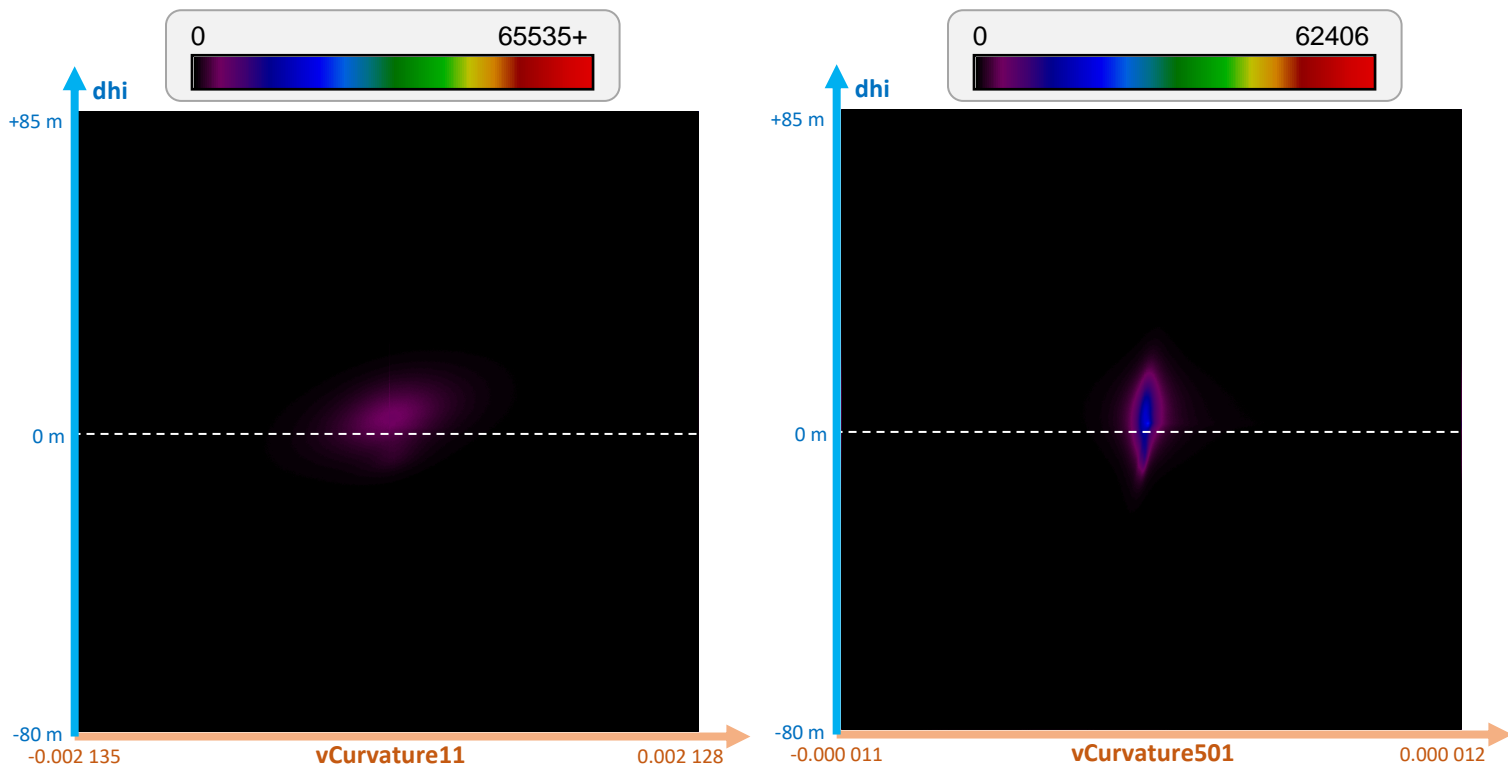 0 65535+
dhi
+85 m
0 m
-80 m
-0.002 135 vCurvature11 0.002 128
0 62406
dhi
+85 m
0 m
-80 m
-0.000 011 vCurvature501 0.000 012